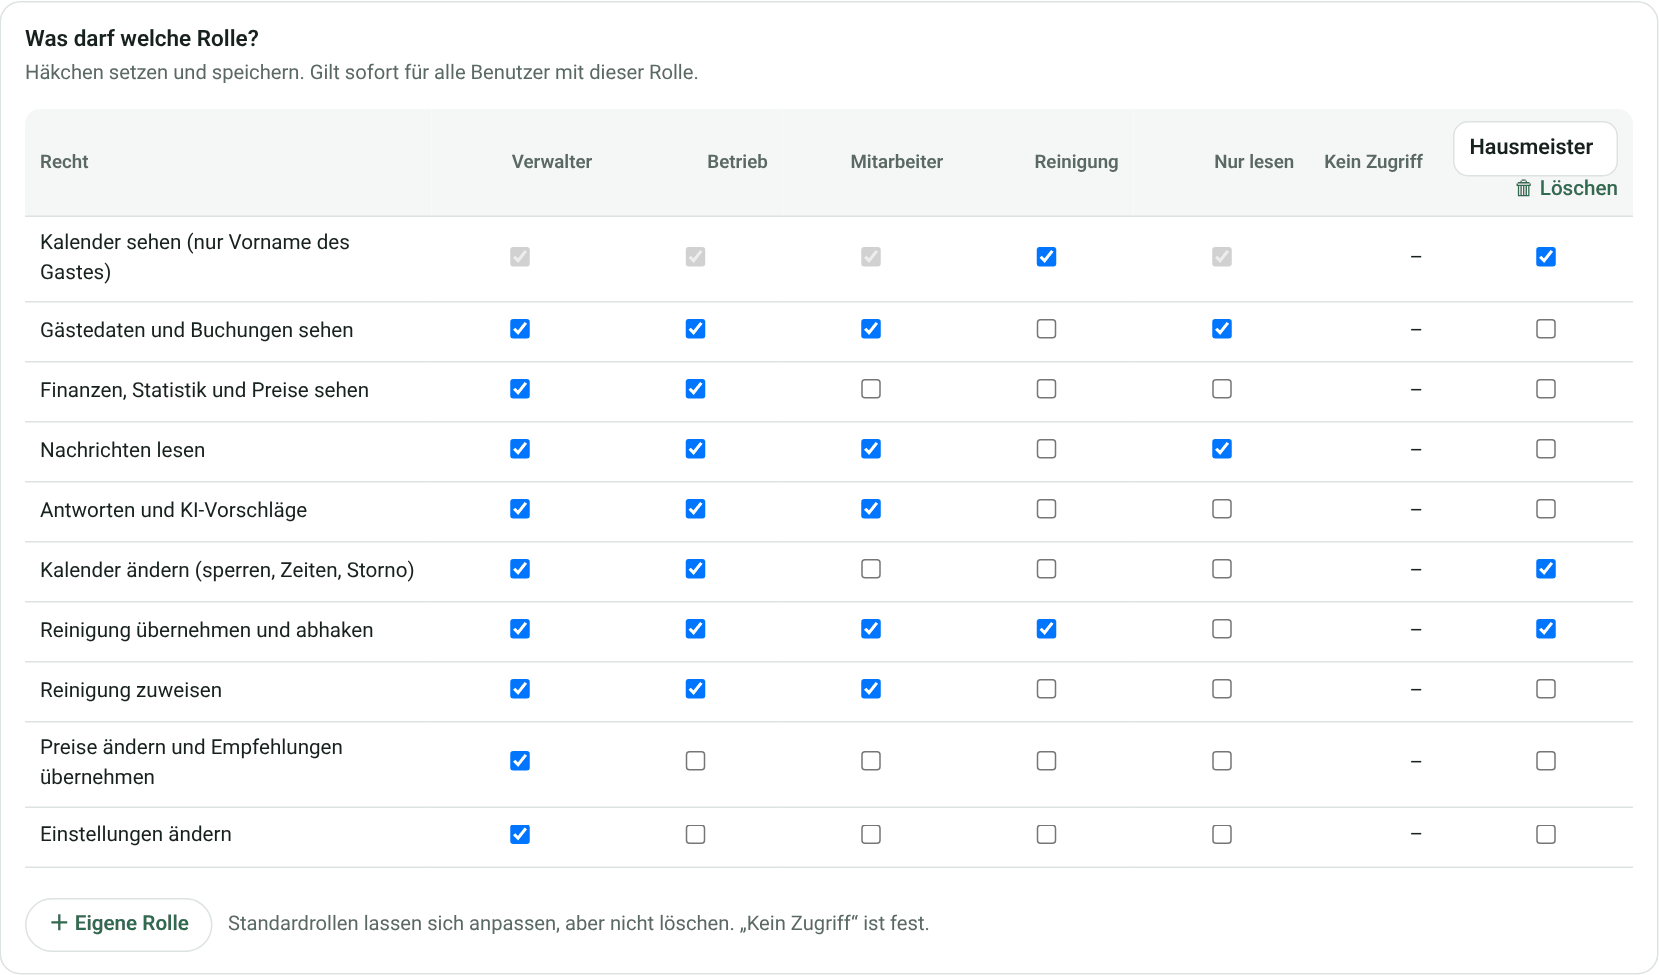 Was darf welche Rolle?
Häkchen setzen und speichern. Gilt sofort für alle Benutzer mit dieser Rolle.
Recht Verwalter Betrieb Mitarbeiter Reinigung Nur lesen Kein Zugriff Hausmeister
Löschen
Kalender sehen (nur Vorname des
Gastes) –
Gästedaten und Buchungen sehen –
Finanzen, Statistik und Preise sehen –
Nachrichten lesen –
Antworten und KI-Vorschläge –
Kalender ändern (sperren, Zeiten, Storno) –
Reinigung übernehmen und abhaken –
Reinigung zuweisen –
Preise ändern und Empfehlungen
übernehmen –
Einstellungen ändern –
+ Eigene Rolle Standardrollen lassen sich anpassen, aber nicht löschen. „Kein Zugriff“ ist fest.